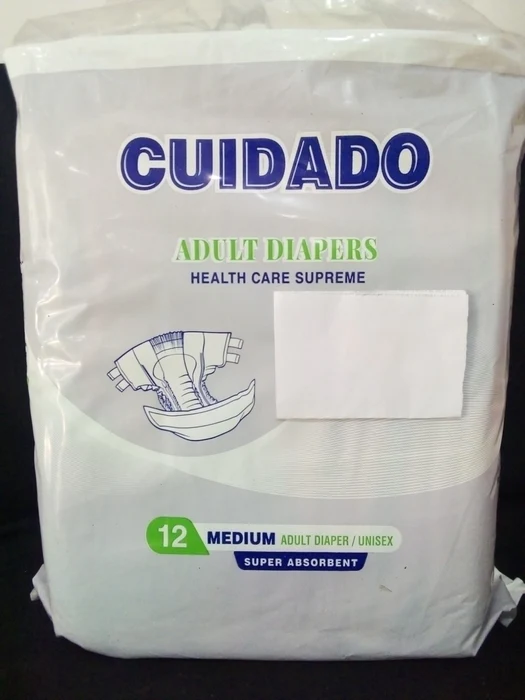 CUIDADO
ADULT DIAPERS
HEALTH CARE SUPREME
12 MEDIUM ADULT DIAPER / UNISEX
SUPER ABSORBENT